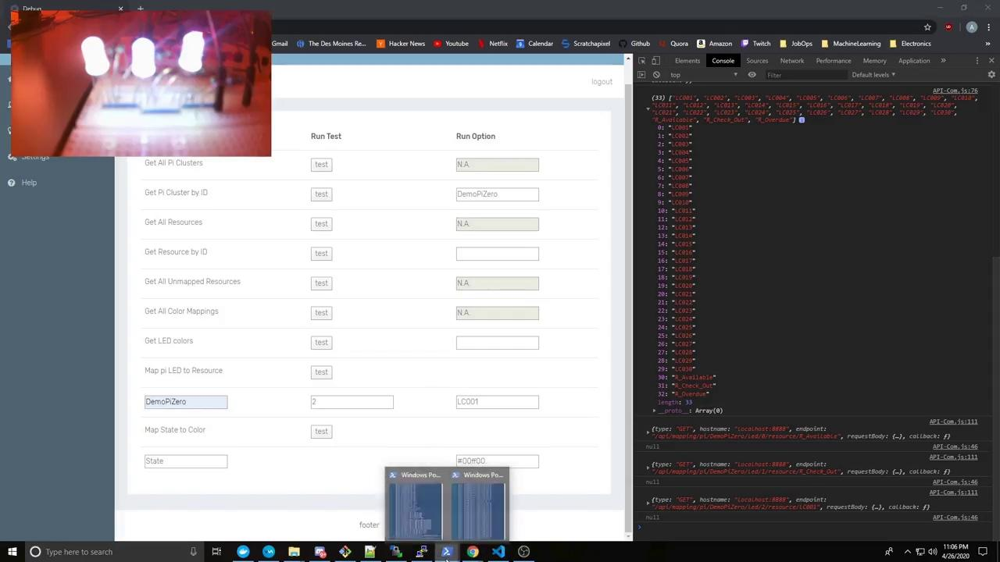 Debug
Gmail
The Des Moines Re...
Hacker News
Youtube
Netflix
Calendar
Scratchapixel
Github
Quora
Amazon
Twitch
JobOps
MachineLearning
Electronics
Elements
Console
Sources
Network
Performance
Memory
Application
top
Filter
Default levels
logout
Settings
Help
Run Test
Run Option
Get All Pi Clusters
test
N.A.
Get Pi Cluster by ID
test
DemoPiZero
Get All Resources
test
N.A.
Get Resource by ID
test
Get All Unmapped Resources
test
N.A.
Get All Color Mappings
test
N.A.
Get LED colors
test
Map pi LED to Resource
test
DemoPiZero
2
LC001
Map State to Color
test
State
#00ff00
footer
API-Com.js:76
(33) ["LC001", "LC002", "LC003", "LC004", "LC005", "LC006", "LC007", "LC008", "LC009", "LC010",
"LC011", "LC012", "LC013", "LC014", "LC015", "LC016", "LC017", "LC018", "LC019", "LC020",
"LC021", "LC022", "LC023", "LC024", "LC025", "LC026", "LC027", "LC028", "LC029", "LC030",
"R_Available", "R_Check_Out", "R_Overdue"]
0: "LC001"
1: "LC002"
2: "LC003"
3: "LC004"
4: "LC005"
5: "LC006"
6: "LC007"
7: "LC008"
8: "LC009"
9: "LC010"
10: "LC011"
11: "LC012"
12: "LC013"
13: "LC014"
14: "LC015"
15: "LC016"
16: "LC017"
17: "LC018"
18: "LC019"
19: "LC020"
20: "LC021"
21: "LC022"
22: "LC023"
23: "LC024"
24: "LC025"
25: "LC026"
26: "LC027"
27: "LC028"
28: "LC029"
29: "LC030"
30: "R_Available"
31: "R_Check_Out"
32: "R_Overdue"
length: 33
__proto__: Array(0)
API-Com.js:111
{type: "GET", hostname: "localhost:8888", endpoint:
"/api/mapping/pi/DemoPiZero/led/0/resource/R_Available", requestBody: {…}, callback: ƒ}
null
API-Com.js:46
API-Com.js:111
{type: "GET", hostname: "localhost:8888", endpoint:
"/api/mapping/pi/DemoPiZero/led/1/resource/R_Check_Out", requestBody: {…}, callback: ƒ}
null
API-Com.js:46
API-Com.js:111
{type: "GET", hostname: "localhost:8888", endpoint:
"/api/mapping/pi/DemoPiZero/led/2/resource/LC001", requestBody: {…}, callback: ƒ}
null
API-Com.js:46
Windows Po...
Windows Po...
Type here to search
11:06 PM
4/26/2020